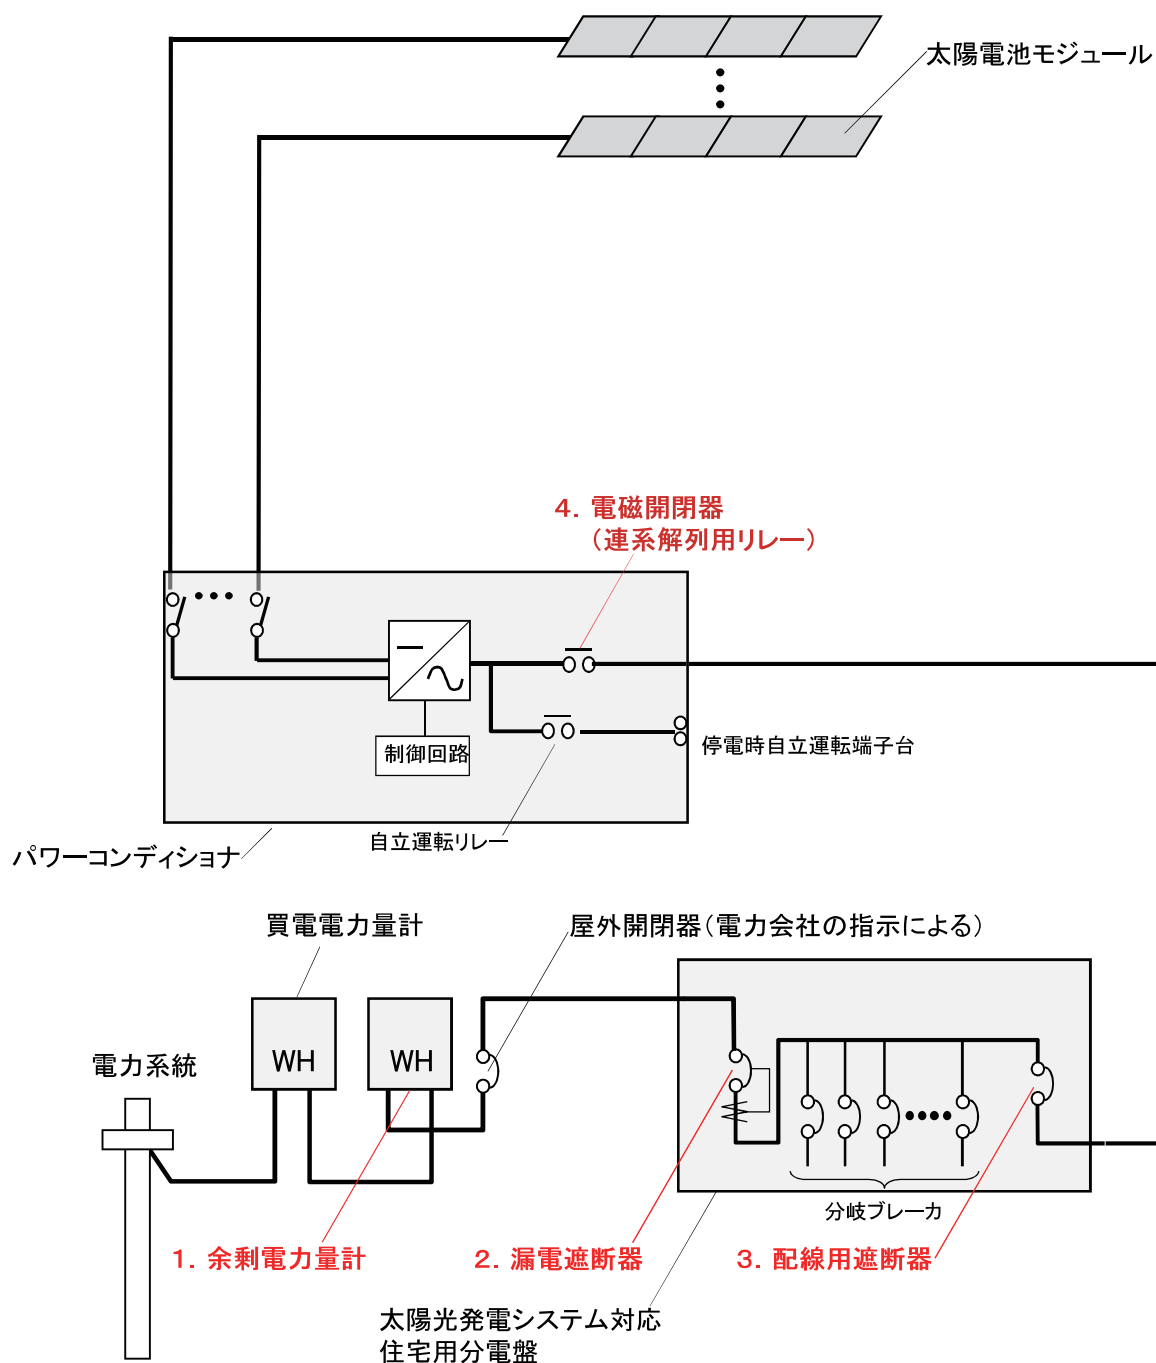 太陽電池モジュール
4. 電磁開閉器
（連系解列用リレー）
制御回路
停電時自立運転端子台
自立運転リレー
パワーコンディショナ
買電電力量計
屋外開閉器（電力会社の指示による）
WH
WH
電力系統
分岐ブレーカ
1. 余剰電力量計
2. 漏電遮断器
3. 配線用遮断器
太陽光発電システム対応
住宅用分電盤